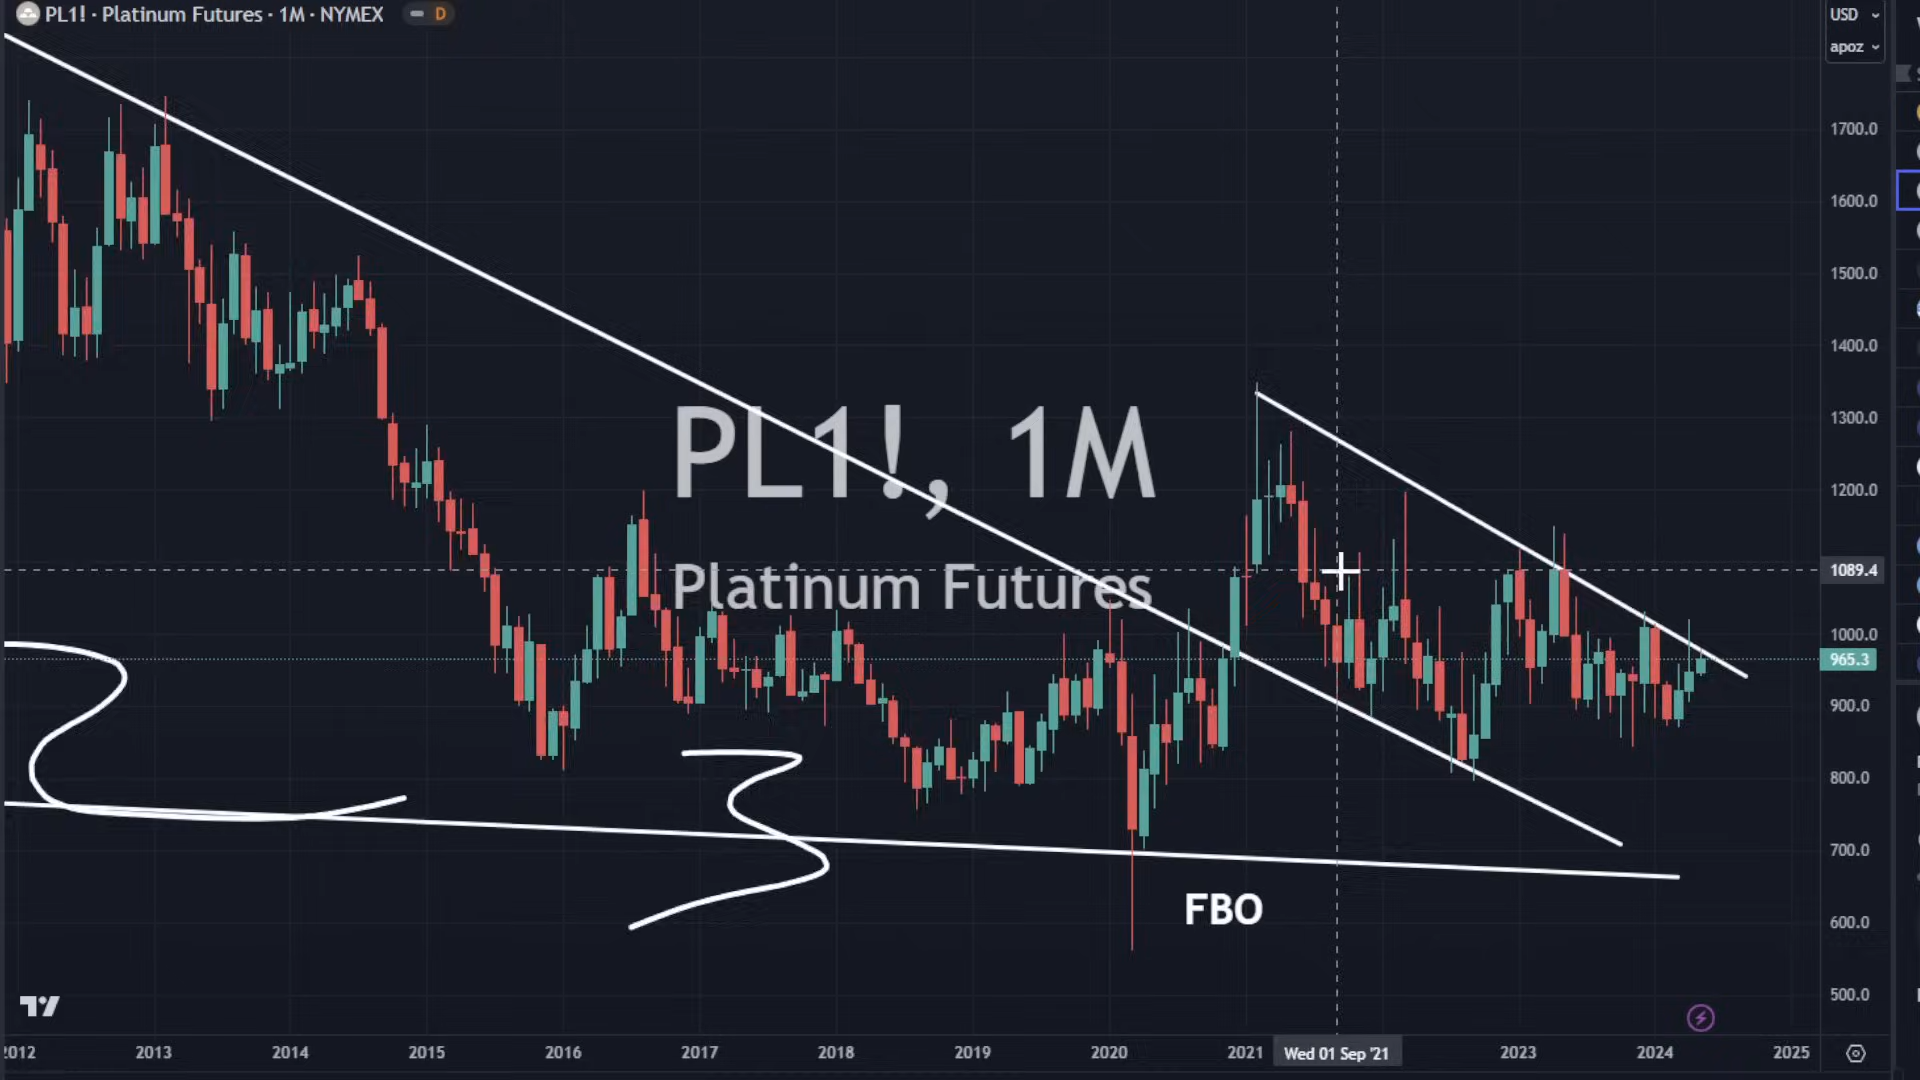 PL1! · Platinum Futures · 1M · NYMEX
D
USD
apoz
1700.0
1600.0
1500.0
1400.0
1300.0
1200.0
1089.4
1000.0
965.3
900.0
800.0
700.0
600.0
500.0
PL1!, 1M
Platinum Futures
2
3
FBO
2012 2013 2014 2015 2016 2017 2018 2019 2020 2021 Wed 01 Sep '21 2023 2024 2025